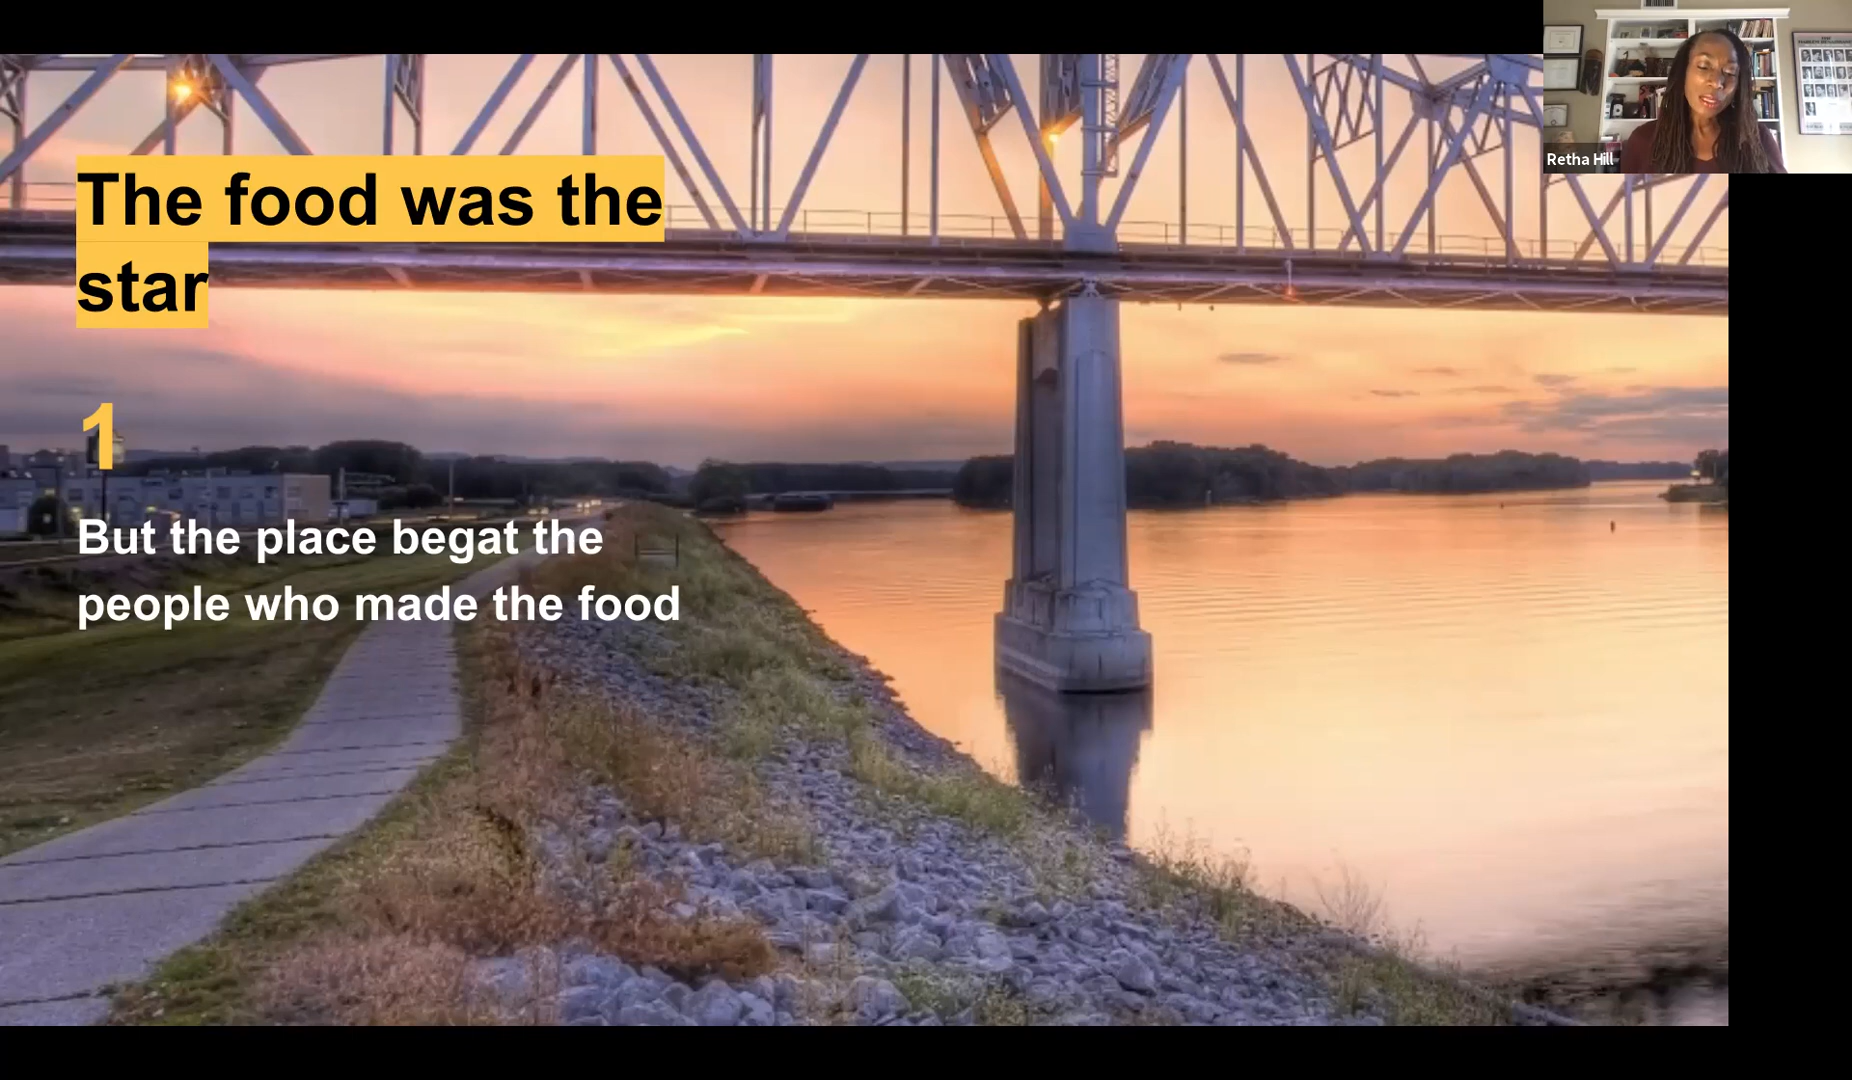 The food was the
star
1
But the place begat the
people who made the food
Retha Hill